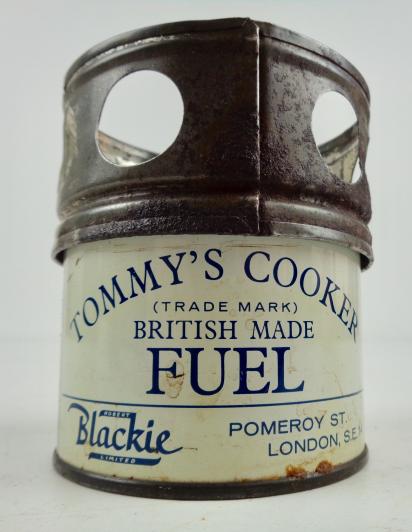 TOMMY'S COOKER
(TRADE MARK)
BRITISH MADE
FUEL
ROBERT
Blackie
LIMITED
POMEROY ST.
LONDON, S.E.